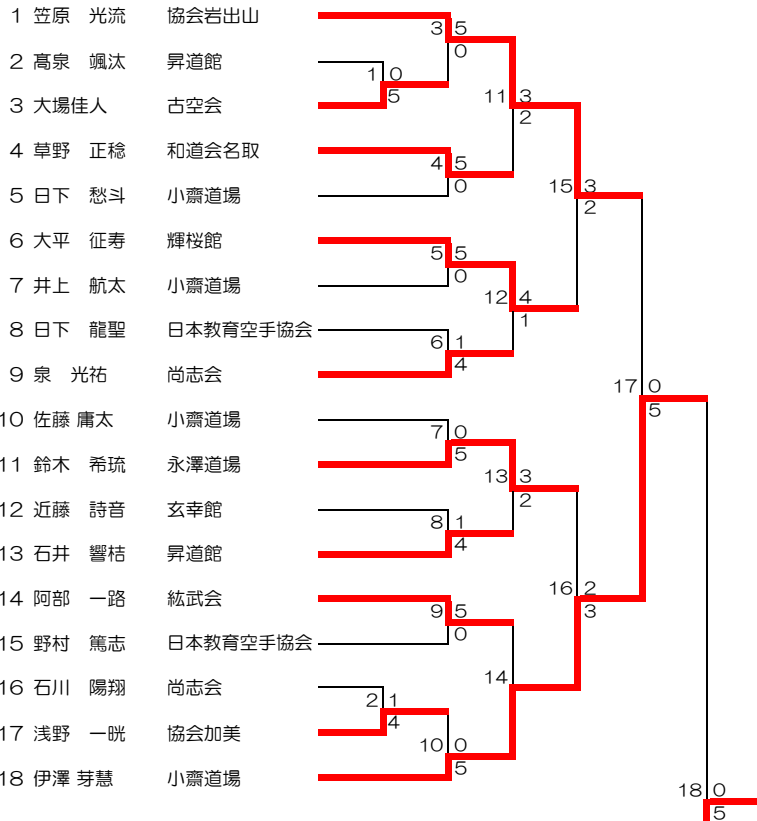 1 笠原 光流 協会岩出山
3 5
0
2 髙泉 颯汰 昇道館
1 0
5
3 大場佳人 古空会
11 3
2
4 草野 正稔 和道会名取
4 5
0
5 日下 愁斗 小齋道場
15 3
2
6 大平 征寿 輝桜館
5 5
0
7 井上 航太 小齋道場
12 4
1
8 日下 龍聖 日本教育空手協会
6 1
4
9 泉 光祐 尚志会
17 0
5
10 佐藤 庸太 小齋道場
7 0
5
11 鈴木 希琉 永澤道場
13 3
2
12 近藤 詩音 玄幸館
8 1
4
13 石井 響桔 昇道館
16 2
3
14 阿部 一路 紘武会
9 5
0
15 野村 篤志 日本教育空手協会
14
16 石川 陽翔 尚志会
2 1
4
17 浅野 一晄 協会加美
10 0
5
18 伊澤 芽慧 小齋道場
18 0
5